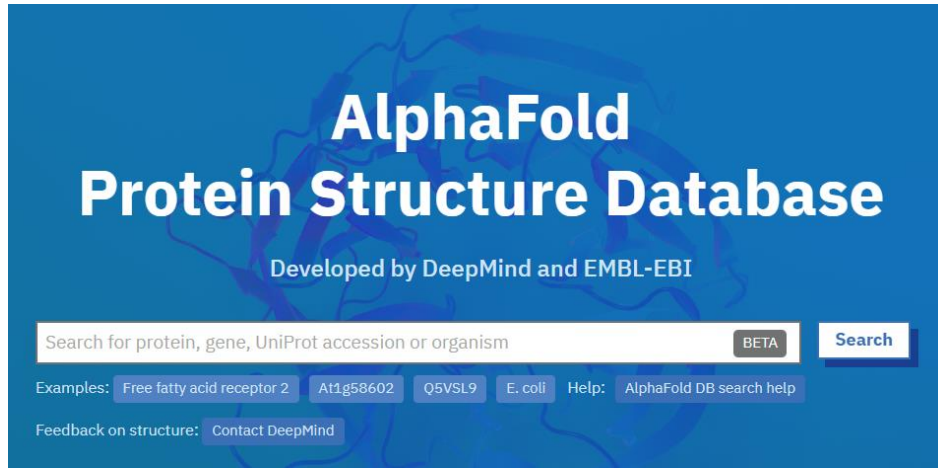 AlphaFold
Protein Structure Database
Developed by DeepMind and EMBL-EBI
Search for protein, gene, UniProt accession or organism BETA Search
Examples: Free fatty acid receptor 2 At1g58602 Q5VSL9 E. coli Help: AlphaFold DB search help
Feedback on structure: Contact DeepMind